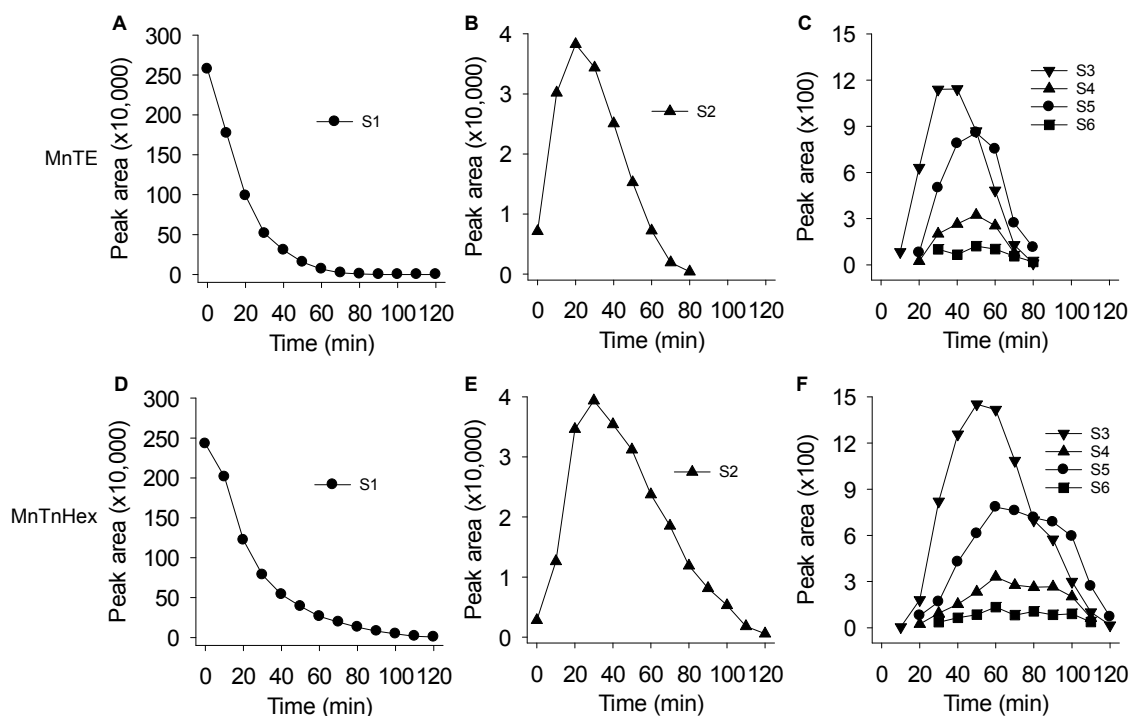 A
300
250
200
150
100
50
0
Peak area (x10,000)
S1
0 20 40 60 80 100 120
Time (min)
B
4
3
2
1
0
Peak area (x10,000)
S2
0 20 40 60 80 100 120
Time (min)
C
15
12
9
6
3
0
Peak area (x100)
S3
S4
S5
S6
0 20 40 60 80 100 120
Time (min)
MnTE
D
300
250
200
150
100
50
0
Peak area (x10,000)
S1
0 20 40 60 80 100 120
Time (min)
E
4
3
2
1
0
Peak area (x10,000)
S2
0 20 40 60 80 100 120
Time (min)
F
15
12
9
6
3
0
Peak area (x100)
S3
S4
S5
S6
0 20 40 60 80 100 120
Time (min)
MnTnHex